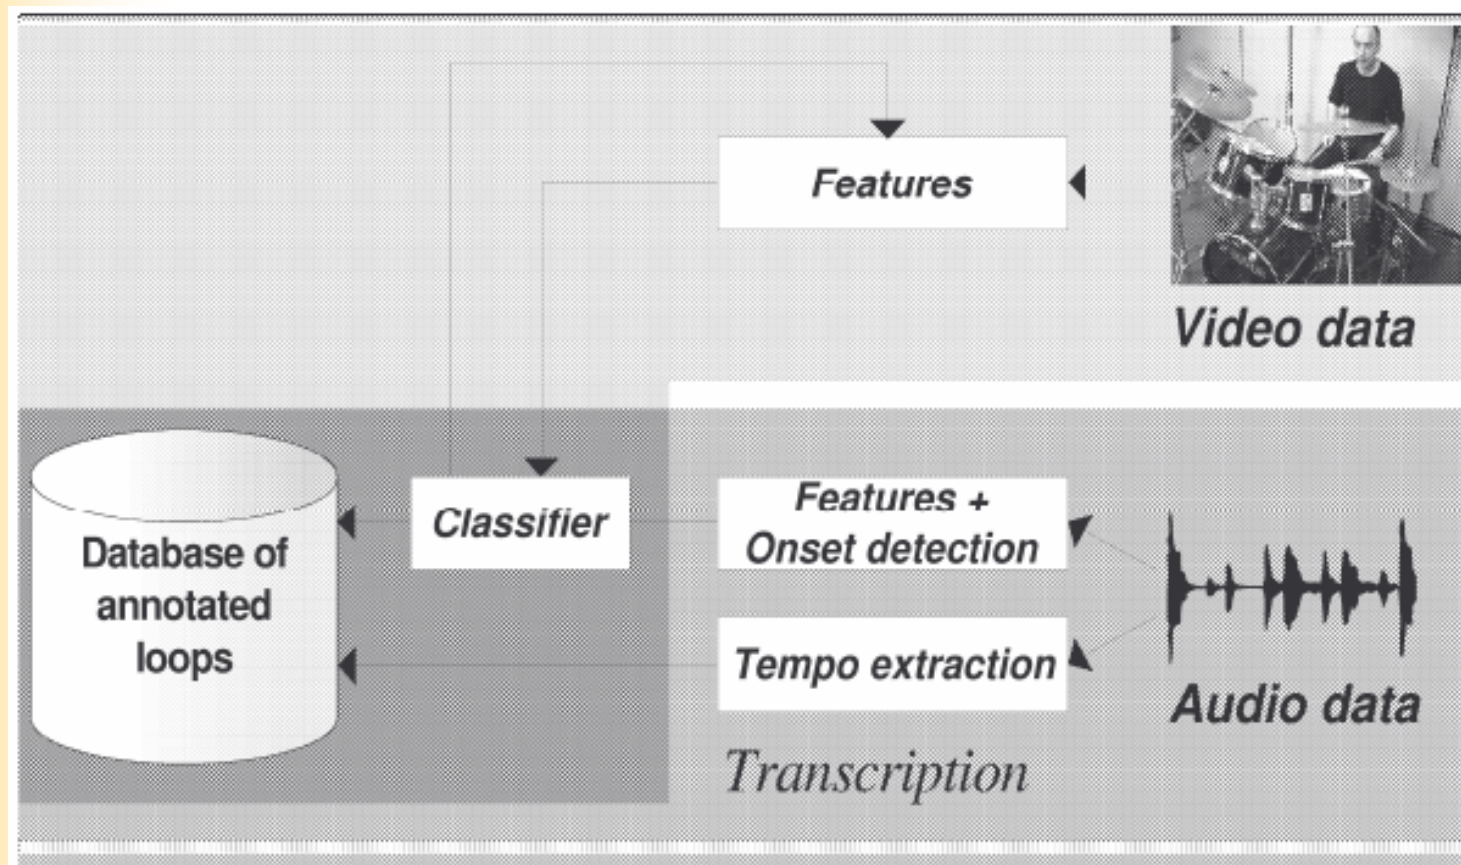 Features
Video data
Features +
Onset detection
Classifier
Database of
annotated
loops
Tempo extraction
Audio data
Transcription